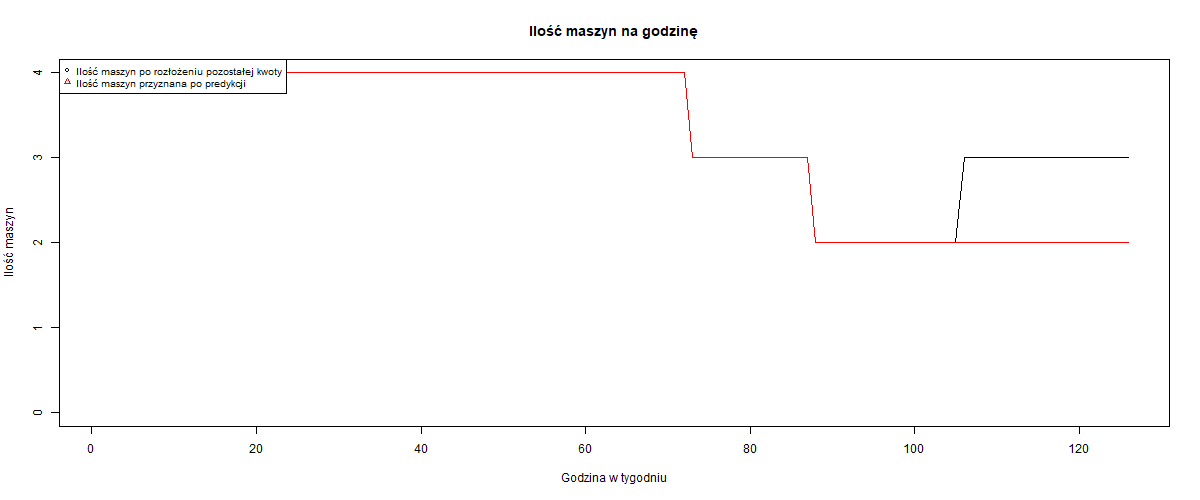 Ilość maszyn na godzinę
Ilość maszyn po rozłożeniu pozostałej kwoty
Ilość maszyn przyznana po predykcji
Ilość maszyn
4
3
2
1
0
0 20 40 60 80 100 120
Godzina w tygodniu